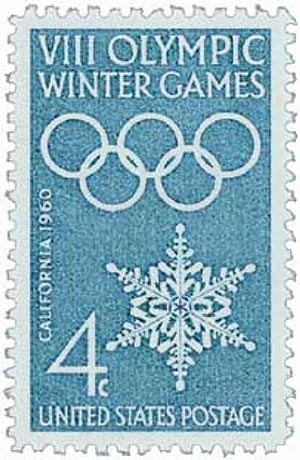 VIII OLYMPIC
WINTER GAMES
CALIFORNIA 1960
4c
UNITED STATES POSTAGE